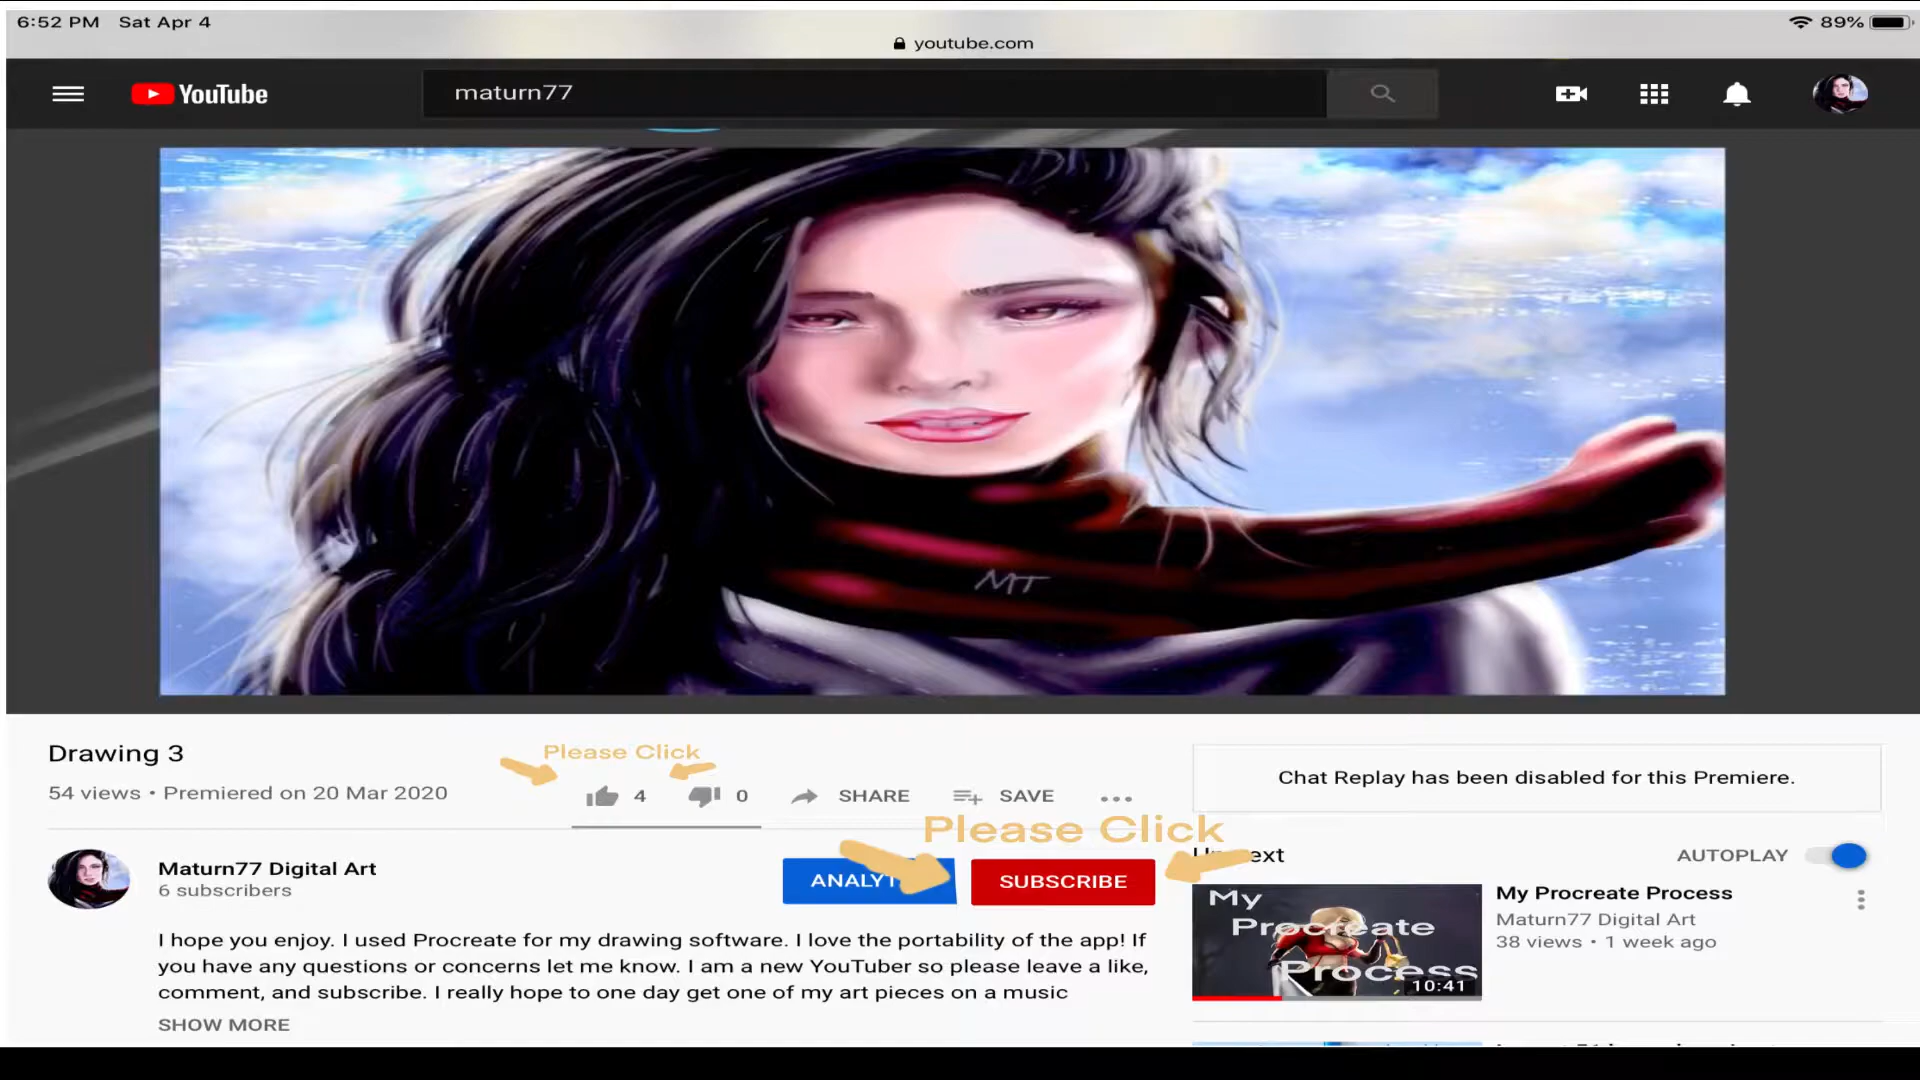 6:52 PM Sat Apr 4
89%
youtube.com
YouTube
maturn77
MT
Drawing 3
54 views • Premiered on 20 Mar 2020
Please Click
4
0
SHARE
SAVE
Please Click
Chat Replay has been disabled for this Premiere.
Maturn77 Digital Art
6 subscribers
SUBSCRIBE
AUTOPLAY
I hope you enjoy. I used Procreate for my drawing software. I love the portability of the app! If
you have any questions or concerns let me know. I am a new YouTuber so please leave a like,
comment, and subscribe. I really hope to one day get one of my art pieces on a music
SHOW MORE
My
Procreate
Process
10:41
My Procreate Process
Maturn77 Digital Art
38 views • 1 week ago